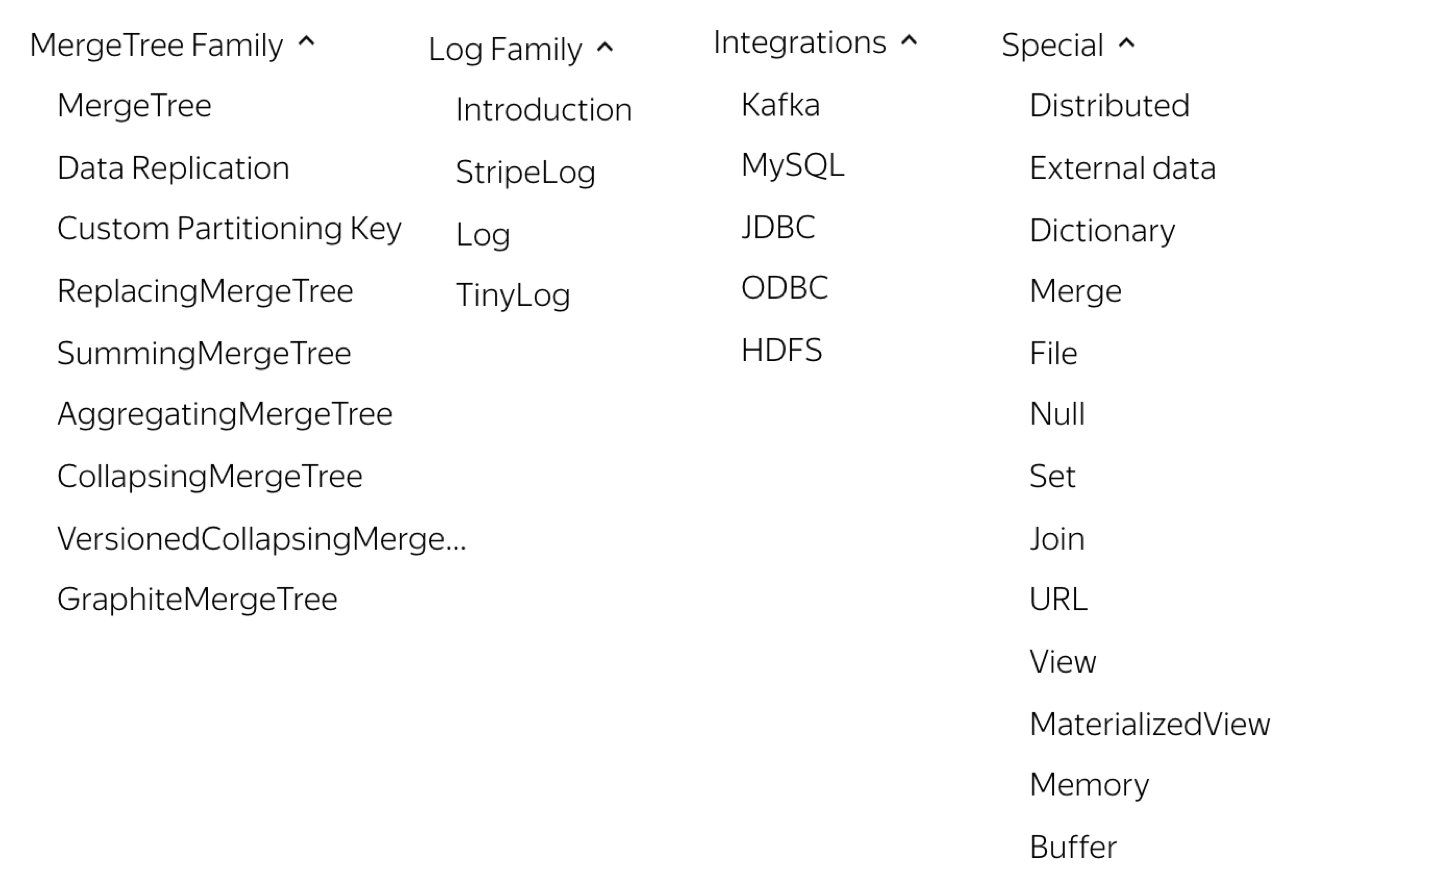 MergeTree Family
MergeTree
Data Replication
Custom Partitioning Key
ReplacingMergeTree
SummingMergeTree
AggregatingMergeTree
CollapsingMergeTree
VersionedCollapsingMerge...
GraphiteMergeTree
Log Family
Introduction
StripeLog
Log
TinyLog
Integrations
Kafka
MySQL
JDBC
ODBC
HDFS
Special
Distributed
External data
Dictionary
Merge
File
Null
Set
Join
URL
View
MaterializedView
Memory
Buffer